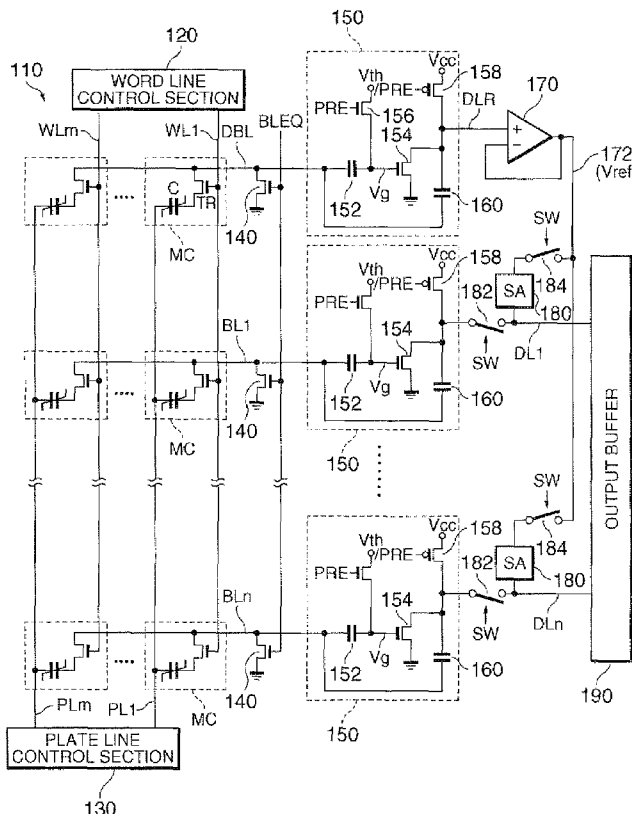 150
120
110
WORD LINE
CONTROL SECTION
Vcc
Vth
/PRE
158
170
PRE
156
DLR
WLm
WL1
DBL
BLEQ
154
+
-
172
(Vref
C
TR
152
Vg
160
140
MC
SW
Vcc
158
184
Vth
/PRE
182
SA
180
PRE
154
BL1
DL1
SW
152
Vg
160
140
MC
150
OUTPUT BUFFER
SW
Vcc
158
184
Vth
/PRE
182
SA
180
PRE
BLn
154
DLn
SW
152
Vg
160
140
190
PLm
PL1
MC
150
PLATE LINE
CONTROL SECTION
130